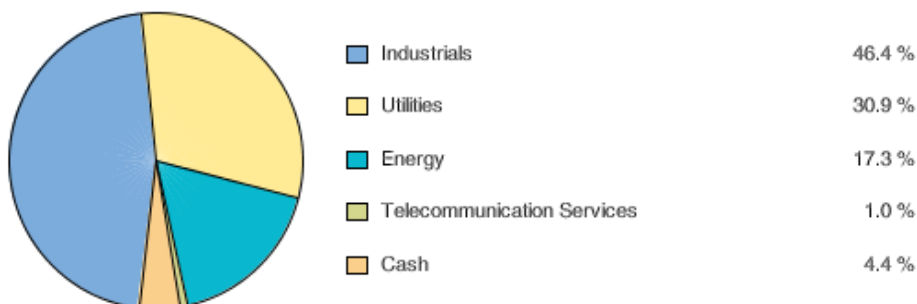 Industrials 46.4 %
Utilities 30.9 %
Energy 17.3 %
Telecommunication Services 1.0 %
Cash 4.4 %